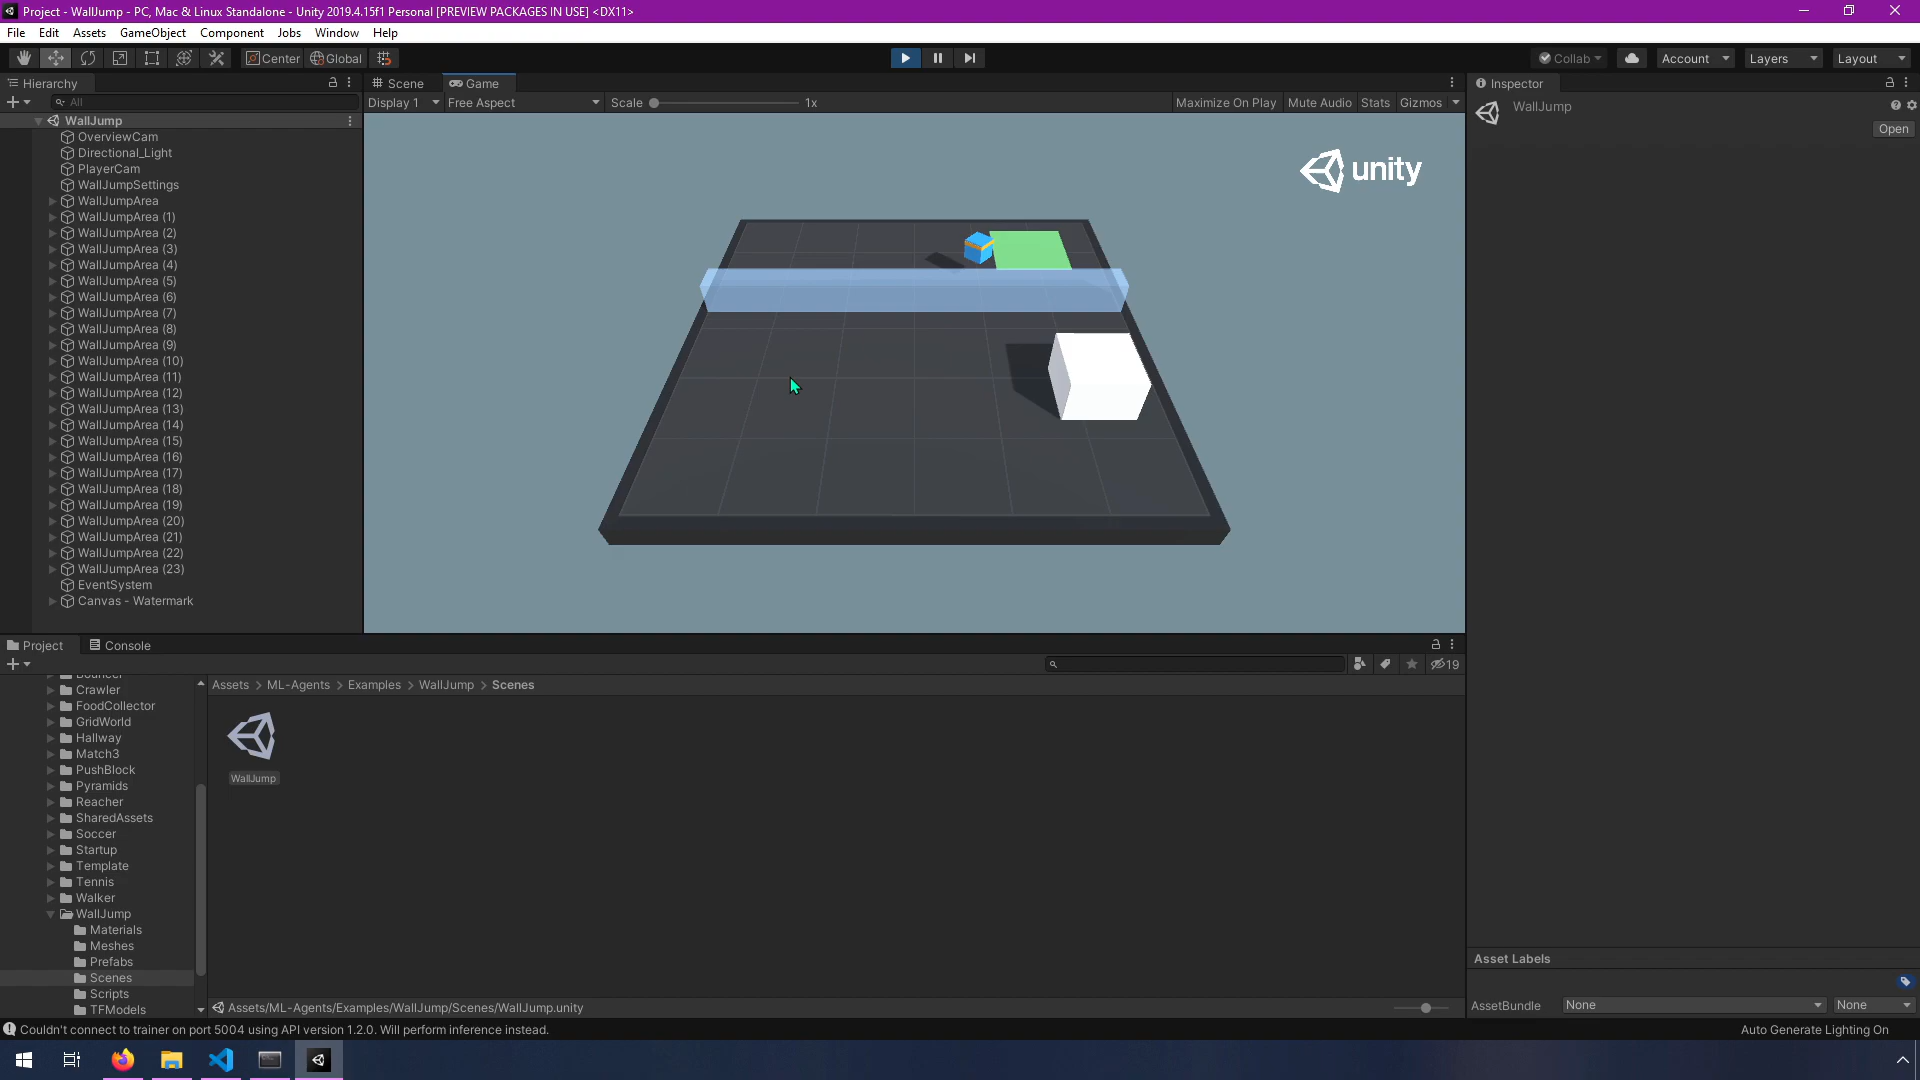 Project - WallJump - PC, Mac & Linux Standalone - Unity 2019.4.15f1 Personal [PREVIEW PACKAGES IN USE] <DX11>
File Edit Assets GameObject Component Jobs Window Help
Center Global Collab Account Layers Layout
Hierarchy Scene Game Inspector
All Display 1 Free Aspect Scale 1x Maximize On Play Mute Audio Stats Gizmos WallJump
Open
WallJump
OverviewCam
Directional_Light
PlayerCam
WallJumpSettings
WallJumpArea
WallJumpArea (1)
WallJumpArea (2)
WallJumpArea (3)
WallJumpArea (4)
WallJumpArea (5)
WallJumpArea (6)
WallJumpArea (7)
WallJumpArea (8)
WallJumpArea (9)
WallJumpArea (10)
WallJumpArea (11)
WallJumpArea (12)
WallJumpArea (13)
WallJumpArea (14)
WallJumpArea (15)
WallJumpArea (16)
WallJumpArea (17)
WallJumpArea (18)
WallJumpArea (19)
WallJumpArea (20)
WallJumpArea (21)
WallJumpArea (22)
WallJumpArea (23)
EventSystem
Canvas - Watermark
unity
Project Console
19
Bouncer
Crawler
FoodCollector
GridWorld
Hallway
Match3
PushBlock
Pyramids
Reacher
SharedAssets
Soccer
Startup
Template
Tennis
Walker
WallJump
Materials
Meshes
Prefabs
Scenes
Scripts
TFModels
Assets > ML-Agents > Examples > WallJump > Scenes
WallJump
Assets/ML-Agents/Examples/WallJump/Scenes/WallJump.unity
Asset Labels
AssetBundle None None
Couldn't connect to trainer on port 5004 using API version 1.2.0. Will perform inference instead.
Auto Generate Lighting On